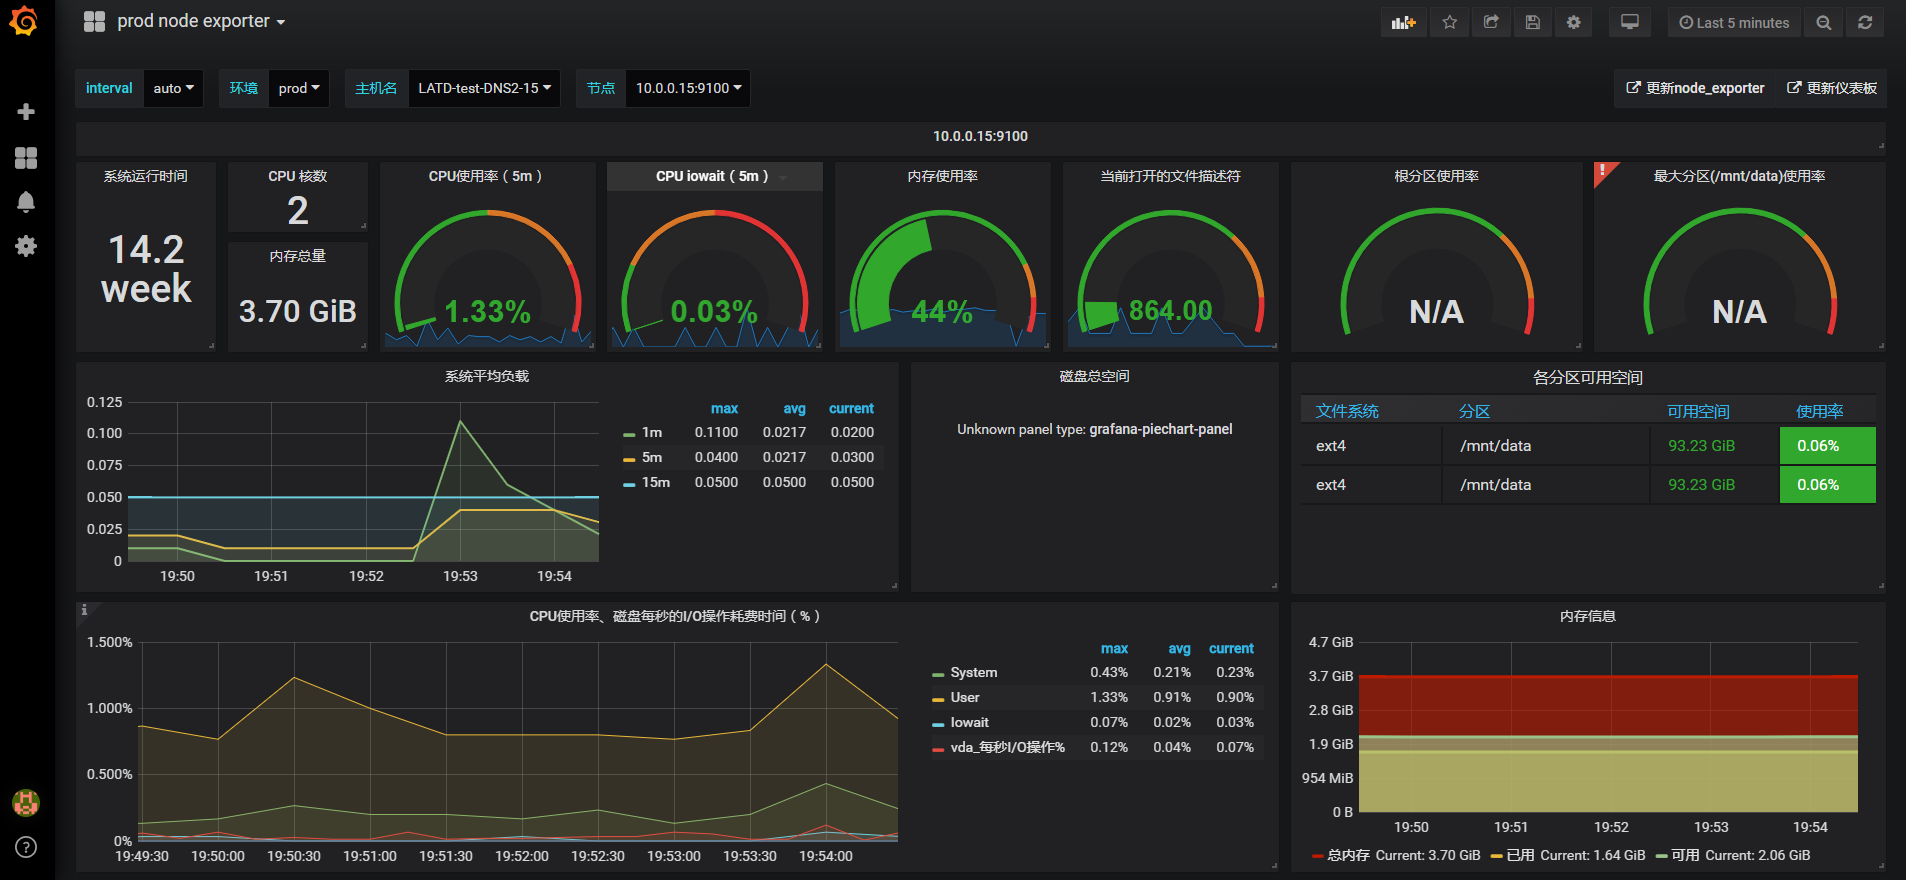 prod node exporter
Last 5 minutes
interval auto 环境 prod 主机名 LATD-test-DNS2-15 节点 10.0.0.15:9100 更新node_exporter 更新仪表板
10.0.0.15:9100
系统运行时间
14.2
week
CPU 核数
2
内存总量
3.70 GiB
CPU使用率（5m）
1.33%
CPU iowait（5m）
0.03%
内存使用率
44%
当前打开的文件描述符
864.00
根分区使用率
N/A
!
最大分区(/mnt/data)使用率
N/A
系统平均负载
0.125
0.100
0.075
0.050
0.025
0
19:50 19:51 19:52 19:53 19:54
max avg current
1m 0.1100 0.0217 0.0200
5m 0.0400 0.0217 0.0300
15m 0.0500 0.0500 0.0500
磁盘总空间
Unknown panel type: grafana-piechart-panel
各分区可用空间
文件系统 分区 可用空间 使用率
ext4 /mnt/data 93.23 GiB 0.06%
ext4 /mnt/data 93.23 GiB 0.06%
i
CPU使用率、磁盘每秒的I/O操作耗费时间（%）
1.500%
1.000%
0.500%
0%
19:49:30 19:50:00 19:50:30 19:51:00 19:51:30 19:52:00 19:52:30 19:53:00 19:53:30 19:54:00
max avg current
System 0.43% 0.21% 0.23%
User 1.33% 0.91% 0.90%
Iowait 0.07% 0.02% 0.03%
vda_每秒I/O操作% 0.12% 0.04% 0.07%
内存信息
4.7 GiB
3.7 GiB
2.8 GiB
1.9 GiB
954 MiB
0 B
19:50 19:51 19:52 19:53 19:54
总内存 Current: 3.70 GiB 已用 Current: 1.64 GiB 可用 Current: 2.06 GiB
?